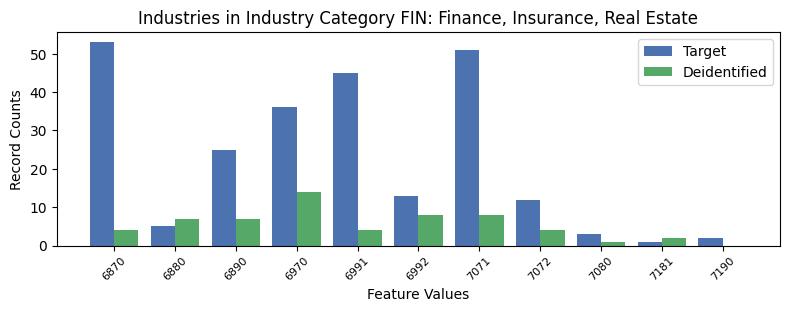 Industries in Industry Category FIN: Finance, Insurance, Real Estate
Target
Deidentified
Record Counts
50
40
30
20
10
0
6870 6880 6890 6970 6991 6992 7071 7072 7080 7181 7190
Feature Values